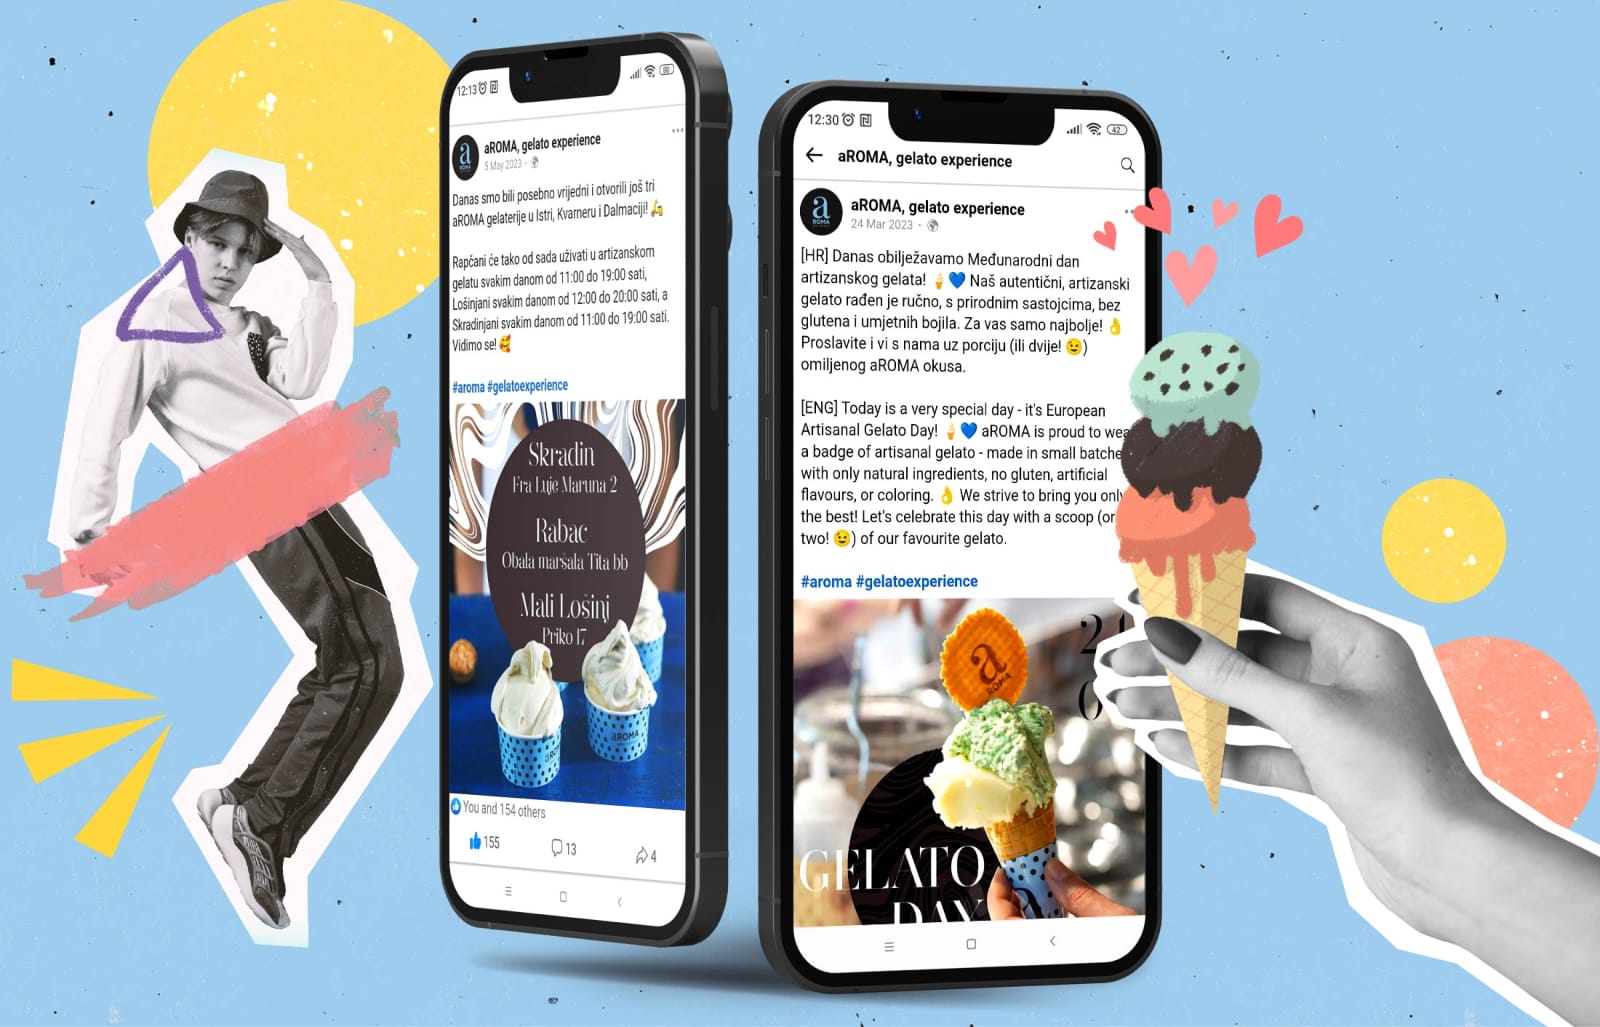 12:13
80
a
ROMA
aROMA, gelato experience
5 May 2023
Danas smo bili posebno vrijedni i otvorili još tri
aROMA gelaterije u Istri, Kvarneru i Dalmaciji! 🛵
Rapčani će tako od sada uživati u artizanskom
gelatu svakim danom od 11:00 do 19:00 sati,
Lošinjani svakim danom od 12:00 do 20:00 sati, a
Skradinjani svakim danom od 11:00 do 19:00 sati.
Vidimo se! 🥰
#aroma #gelatoexperience
Skradin
Fra Luje Maruna 2
Rabac
Obala maršala Tita bb
Mali Lošinj
Priko 17
aROMA
aROMA
You and 154 others
155
13
4
12:30
42
aROMA, gelato experience
a
ROMA
aROMA, gelato experience
24 Mar 2023
[HR] Danas obilježavamo Međunarodni dan
artizanskog gelata! 🍦💙 Naš autentični, artizanski
gelato rađen je ručno, s prirodnim sastojcima, bez
glutena i umjetnih bojila. Za vas samo najbolje! 👌
Proslavite i vi s nama uz porciju (ili dvije! 😉)
omiljenog aROMA okusa.
[ENG] Today is a very special day - it's European
Artisanal Gelato Day! 🍦💙 aROMA is proud to wea
a badge of artisanal gelato - made in small batche
with only natural ingredients, no gluten, artificial
flavours, or coloring. 👌 We strive to bring you only
the best! Let's celebrate this day with a scoop (or
two! 😉) of our favourite gelato.
#aroma #gelatoexperience
a
ROMA
GELATO
DAY